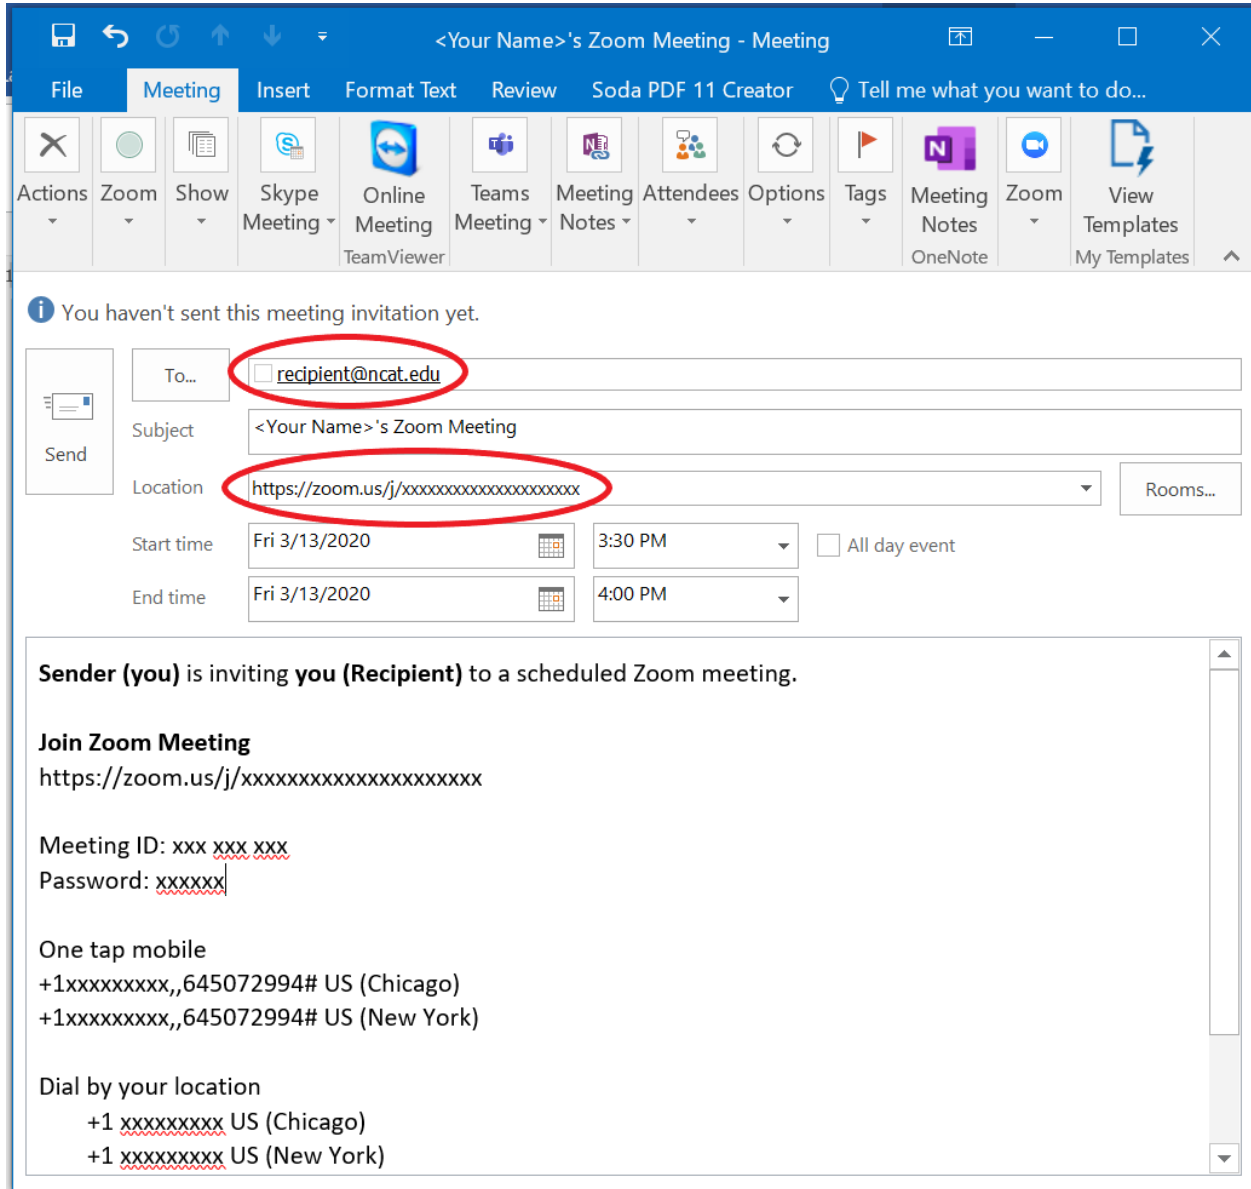 <Your Name>'s Zoom Meeting - Meeting
File Meeting Insert Format Text Review Soda PDF 11 Creator Tell me what you want to do...
Actions Zoom Show Skype Meeting Online Meeting Teams Meeting Meeting Notes Attendees Options Tags Meeting Notes Zoom View Templates
TeamViewer OneNote My Templates
You haven't sent this meeting invitation yet.
To... recipient@ncat.edu
Send
Subject <Your Name>'s Zoom Meeting
Location https://zoom.us/j/xxxxxxxxxxxxxxxxxxxxx Rooms...
Start time Fri 3/13/2020 3:30 PM All day event
End time Fri 3/13/2020 4:00 PM
Sender (you) is inviting you (Recipient) to a scheduled Zoom meeting.
Join Zoom Meeting
https://zoom.us/j/xxxxxxxxxxxxxxxxxxxxx
Meeting ID: xxx xxx xxx
Password: xxxxxx
One tap mobile
+1xxxxxxxxx,,645072994# US (Chicago)
+1xxxxxxxxx,,645072994# US (New York)
Dial by your location
+1 xxxxxxxxx US (Chicago)
+1 xxxxxxxxx US (New York)